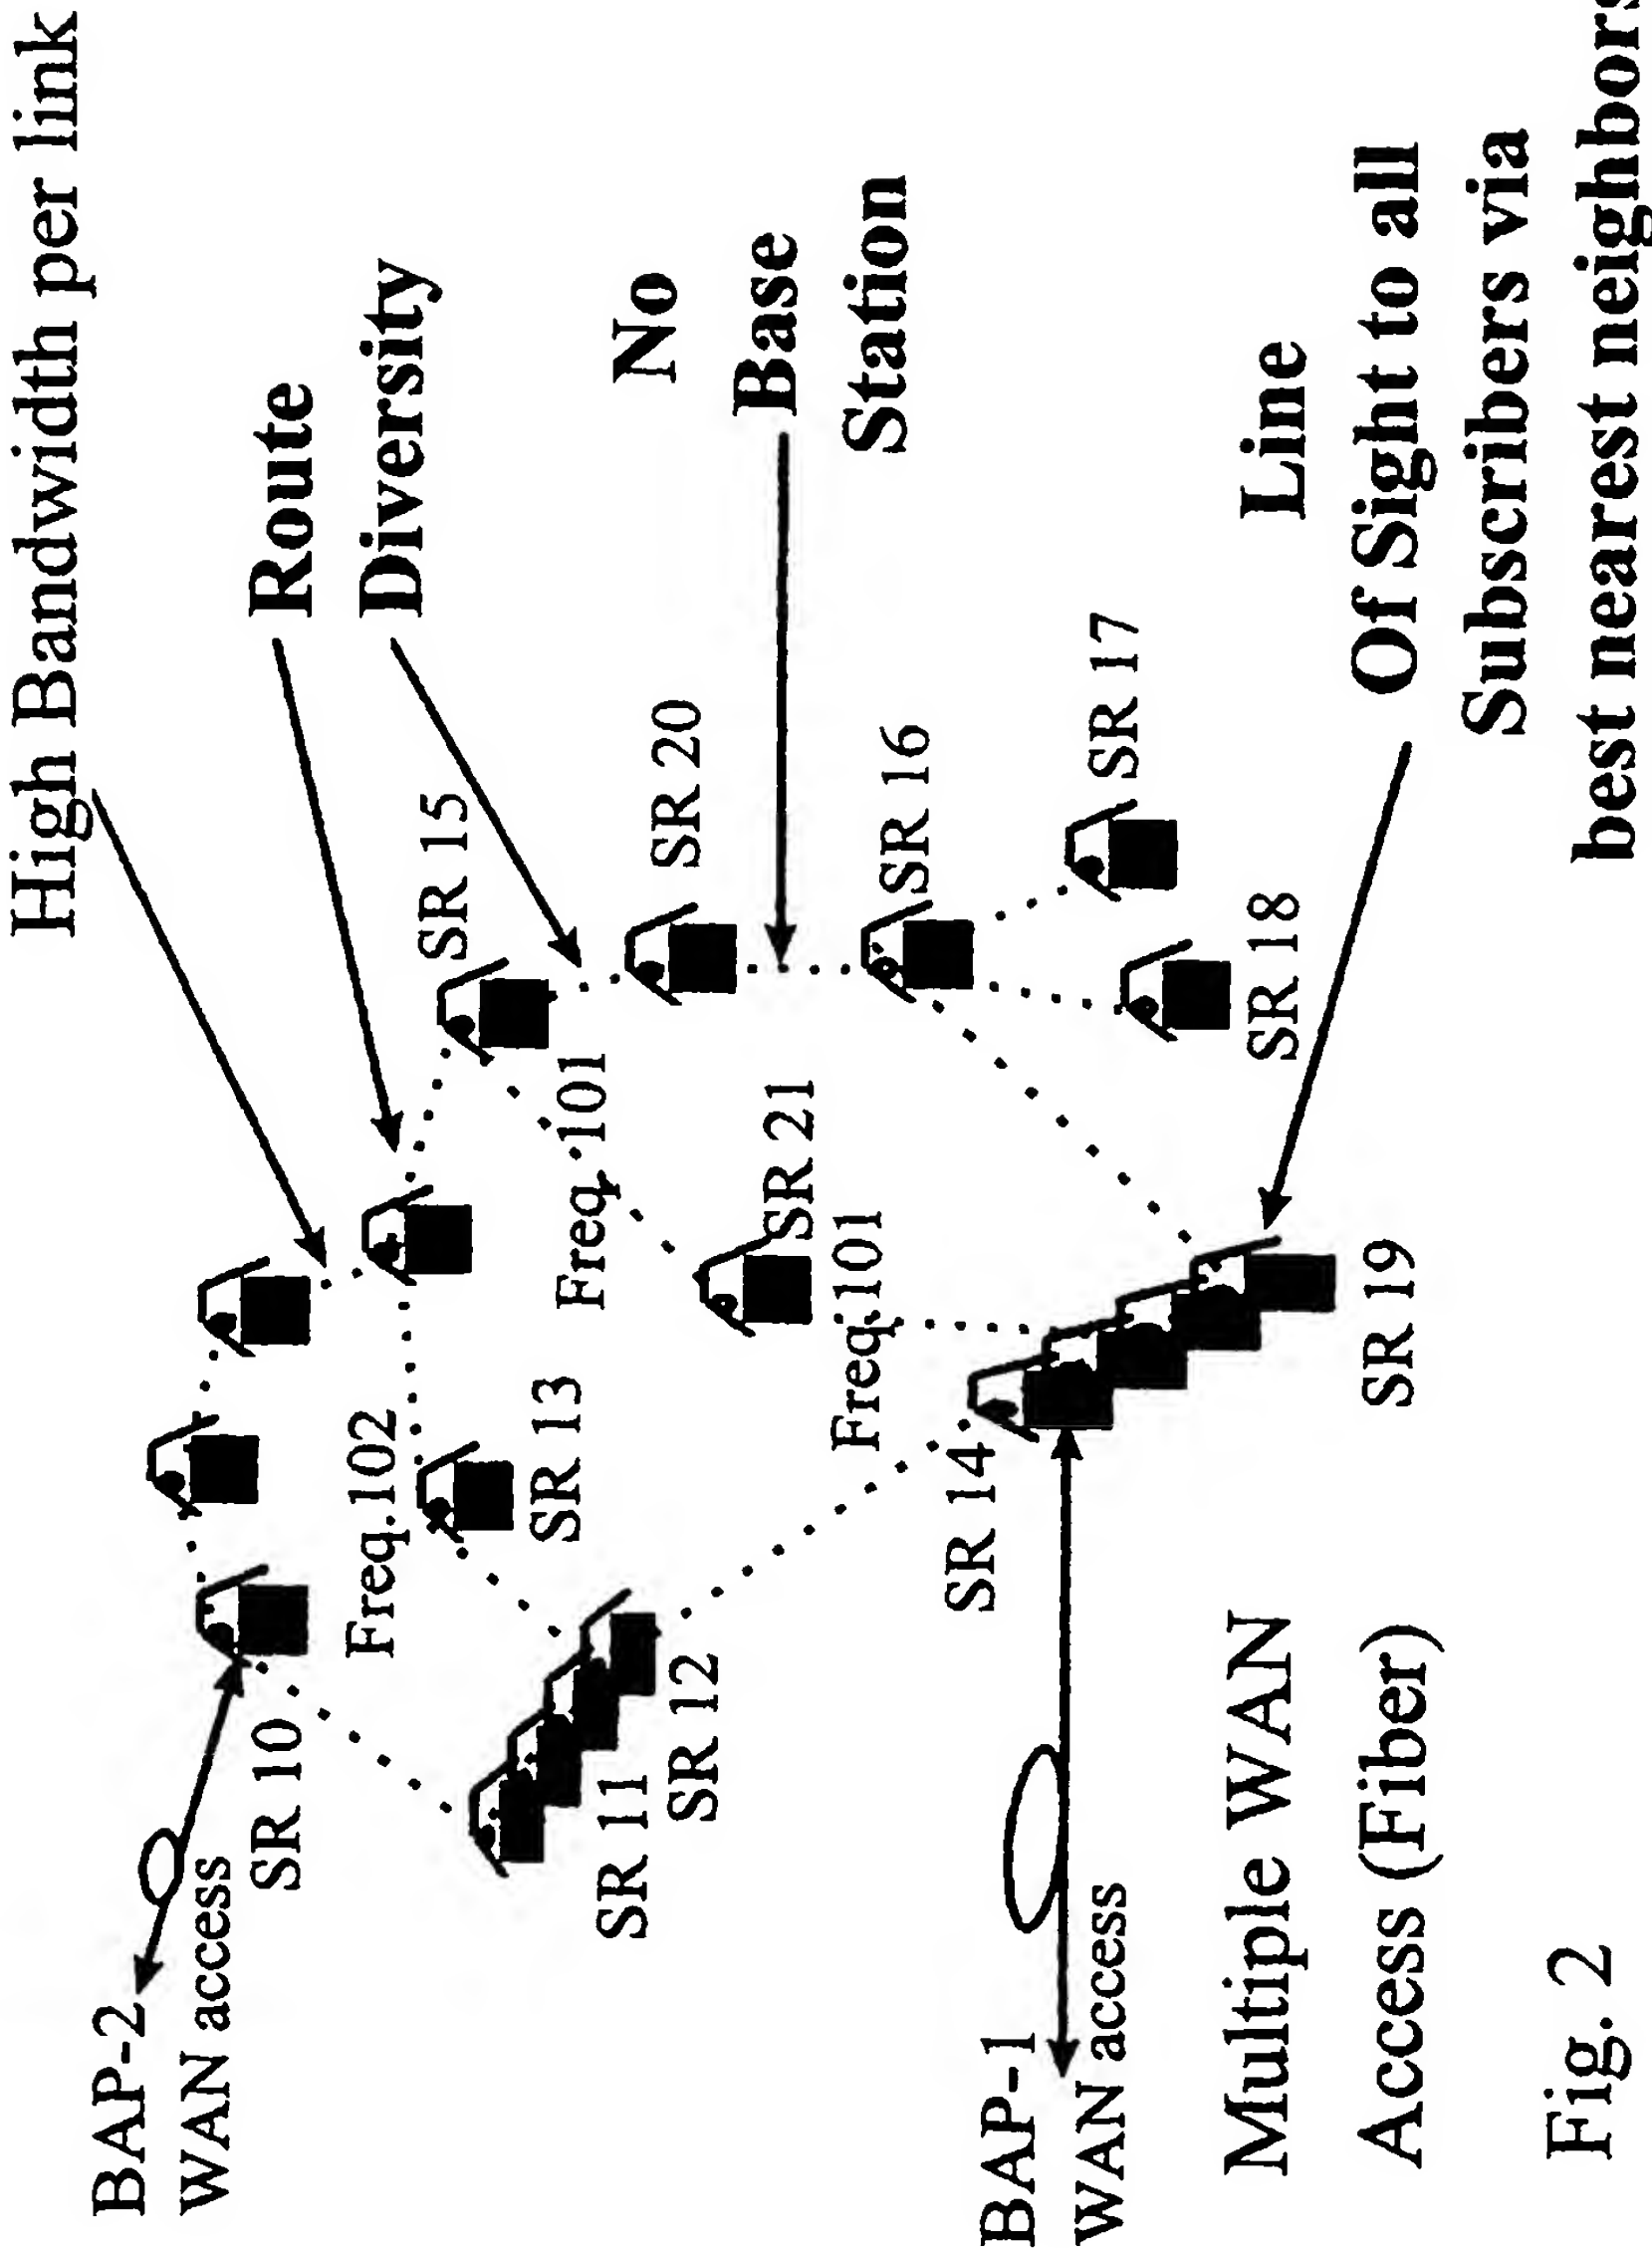 High Bandwidth per link
BAP-2
WAN access
SR 10
Route
Diversity
Freq.102
SR 15
SR 13
Freq. 101
SR 11
SR 12
SR 20
No
Base
Station
SR 21
Freq.101
SR 16
SR 14
BAP-1
WAN access
SR 17
SR 18
SR 19
Multiple WAN
Access (Fiber)
Line
Of Sight to all
Subscribers via
best nearest neighbors
Fig. 2